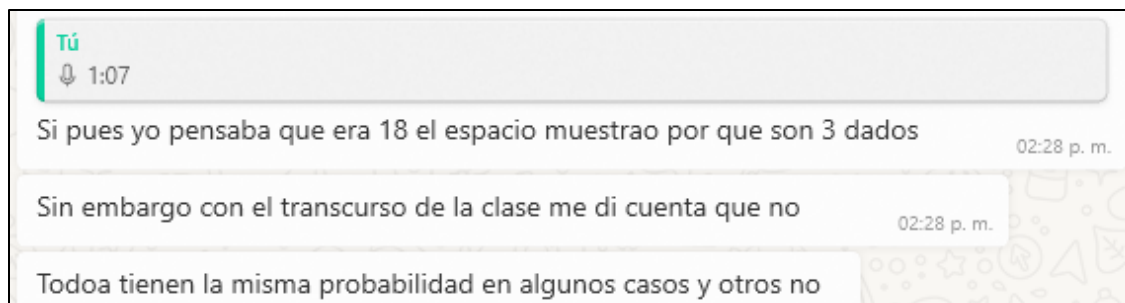 Tú
1:07
Si pues yo pensaba que era 18 el espacio muestrao por que son 3 dados
02:28 p. m.
Sin embargo con el transcurso de la clase me di cuenta que no
02:28 p. m.
Todoa tienen la misma probabilidad en algunos casos y otros no